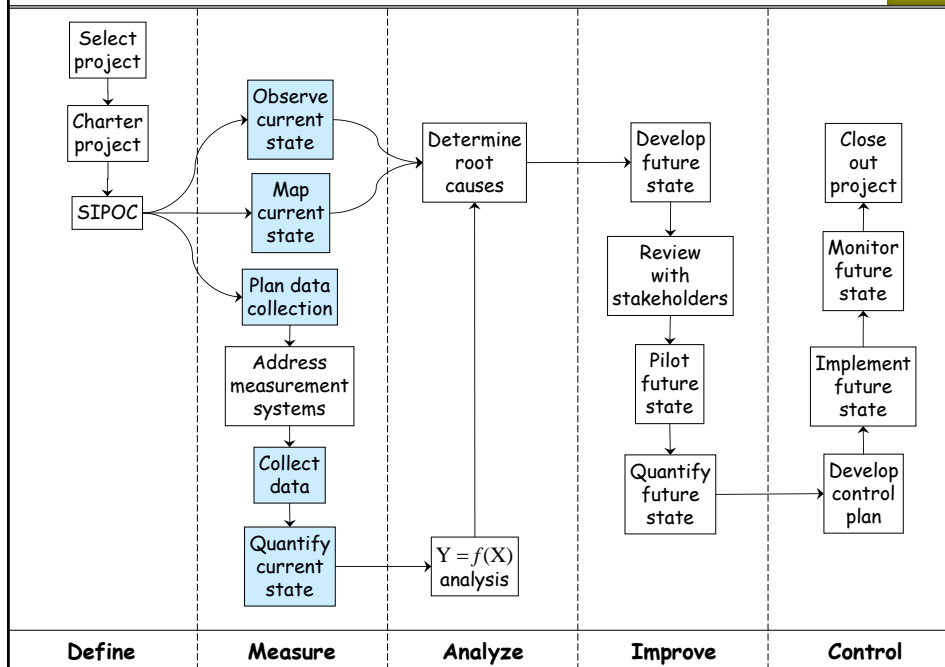 Select
project
Charter
project
SIPOC
Observe
current
state
Map
current
state
Plan data
collection
Address
measurement
systems
Collect
data
Quantify
current
state
Determine
root
causes
Y = f(X)
analysis
Develop
future
state
Review
with
stakeholders
Pilot
future
state
Quantify
future
state
Close
out
project
Monitor
future
state
Implement
future
state
Develop
control
plan
Define
Measure
Analyze
Improve
Control